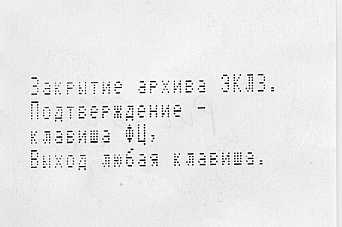 Закрытие архива ЭКЛЗ.
Подтверждение -
клавиша ФЦ,
Выход любая клавиша.